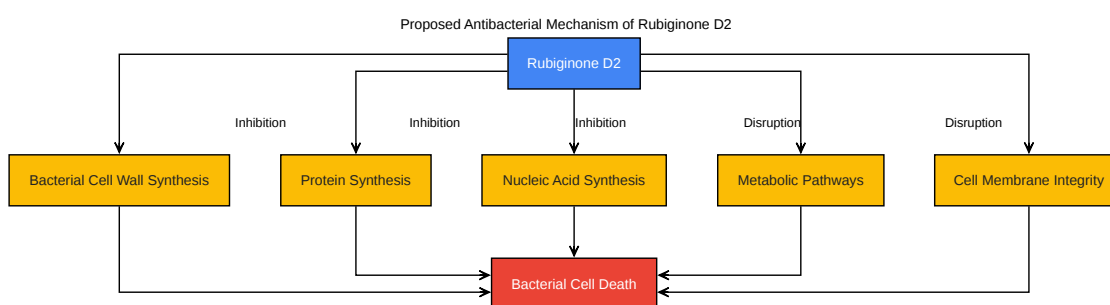 Proposed Antibacterial Mechanism of Rubiginone D2
Rubiginone D2
Inhibition
Inhibition
Inhibition
Disruption
Disruption
Bacterial Cell Wall Synthesis
Protein Synthesis
Nucleic Acid Synthesis
Metabolic Pathways
Cell Membrane Integrity
Bacterial Cell Death